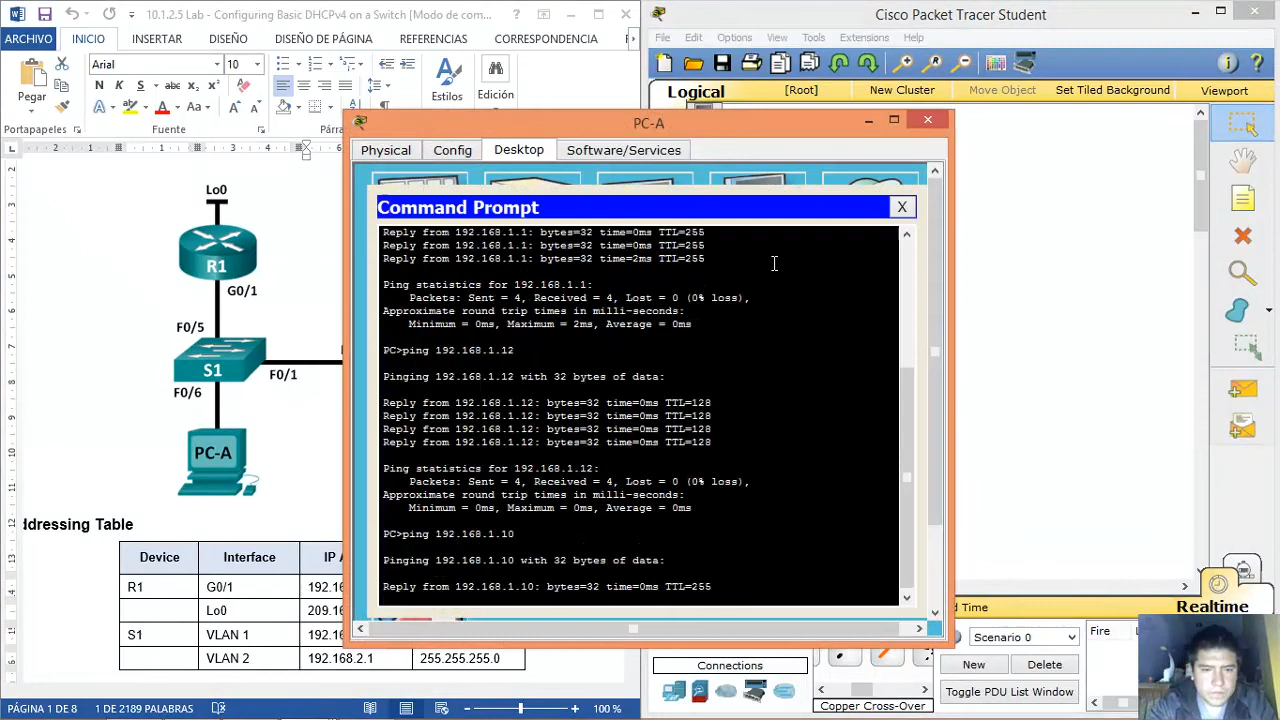 10.1.2.5 Lab - Configuring Basic DHCPv4 on a Switch [Modo de com...
Cisco Packet Tracer Student
ARCHIVO INICIO INSERTAR DISEÑO DISEÑO DE PÁGINA REFERENCIAS CORRESPONDENCIA
File Edit Options View Tools Extensions Help
Arial 10
Pegar
Estilos
Edición
Portapapeles
Fuente
Logical [Root] New Cluster Move Object Set Tiled Background Viewport
PC-A
Physical Config Desktop Software/Services
Command Prompt X
Reply from 192.168.1.1: bytes=32 time=0ms TTL=255
Reply from 192.168.1.1: bytes=32 time=0ms TTL=255
Reply from 192.168.1.1: bytes=32 time=2ms TTL=255
Ping statistics for 192.168.1.1:
Packets: Sent = 4, Received = 4, Lost = 0 (0% loss),
Approximate round trip times in milli-seconds:
Minimum = 0ms, Maximum = 2ms, Average = 0ms
PC>ping 192.168.1.12
Pinging 192.168.1.12 with 32 bytes of data:
Reply from 192.168.1.12: bytes=32 time=0ms TTL=128
Reply from 192.168.1.12: bytes=32 time=0ms TTL=128
Reply from 192.168.1.12: bytes=32 time=0ms TTL=128
Reply from 192.168.1.12: bytes=32 time=0ms TTL=128
Ping statistics for 192.168.1.12:
Packets: Sent = 4, Received = 4, Lost = 0 (0% loss),
Approximate round trip times in milli-seconds:
Minimum = 0ms, Maximum = 0ms, Average = 0ms
PC>ping 192.168.1.10
Pinging 192.168.1.10 with 32 bytes of data:
Reply from 192.168.1.10: bytes=32 time=0ms TTL=255
Lo0
R1
G0/1
F0/5
S1
F0/1
F0/6
PC-A
ddressing Table
Device Interface IP A
R1 G0/1 192.16
Lo0 209.16
S1 VLAN 1 192.16
VLAN 2 192.168.2.1 255.255.255.0
PÁGINA 1 DE 8 2189 PALABRAS 100 %
Time Realtime
Scenario 0
Fire
New Delete
Toggle PDU List Window
Connections
Copper Cross-Over